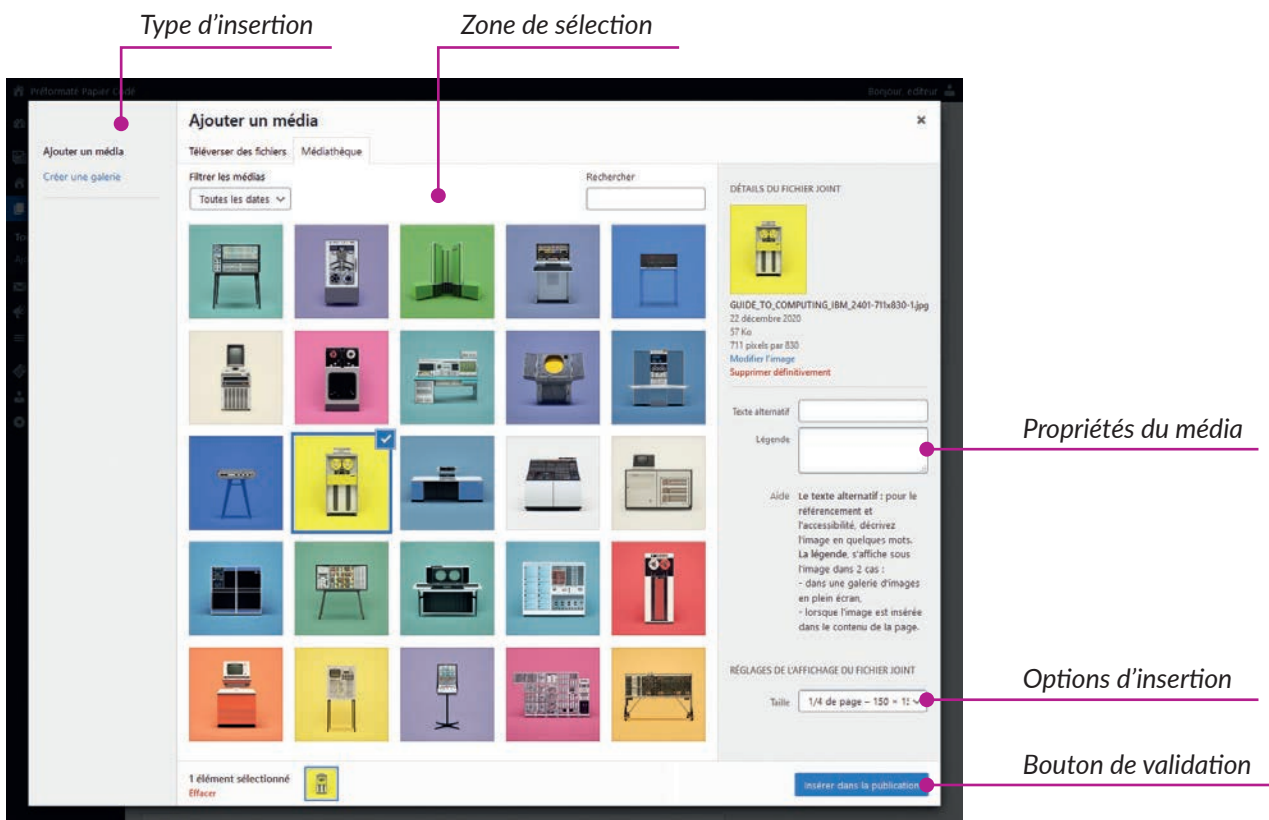 Type d’insertion
Zone de sélection
Préformaté Papier Codé
Bonjour, editeur
Ajouter un média
Ajouter un média
Créer une galerie
Téléverser des fichiers
Médiathèque
Filtrer les médias
Toutes les dates
Rechercher
DÉTAILS DU FICHIER JOINT
GUIDE_TO_COMPUTING_IBM_2401-711x830-1.jpg
22 décembre 2020
57 Ko
711 pixels par 830
Modifier l'image
Supprimer définitivement
Texte alternatif
Légende
Propriétés du média
Aide
Le texte alternatif : pour le
référencement et
l'accessibilité, décrivez
l'image en quelques mots.
La légende, s'affiche sous
l'image dans 2 cas :
- dans une galerie d'images
en plein écran,
- lorsque l'image est insérée
dans le contenu de la page.
RÉGLAGES DE L'AFFICHAGE DU FICHIER JOINT
Taille
1/4 de page – 150 × 1
Options d’insertion
1 élément sélectionné
Effacer
Insérer dans la publication
Bouton de validation